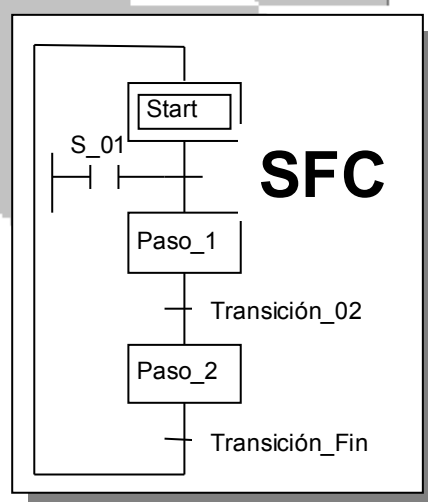 Start
S_01
SFC
Paso_1
Transición_02
Paso_2
Transición_Fin